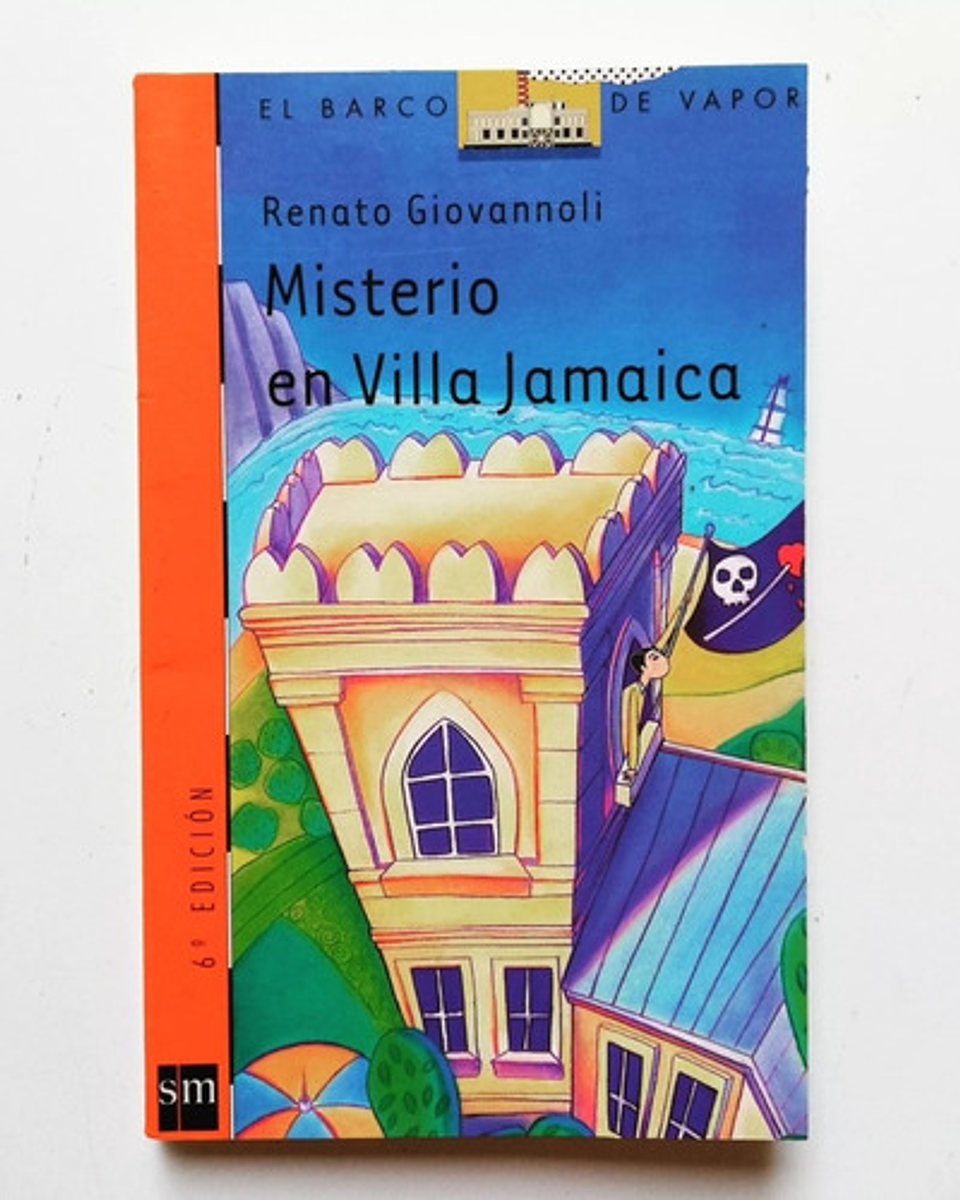 EL BARCO DE VAPOR
Renato Giovannoli
Misterio
en Villa Jamaica
6ª EDICIÓN
sm